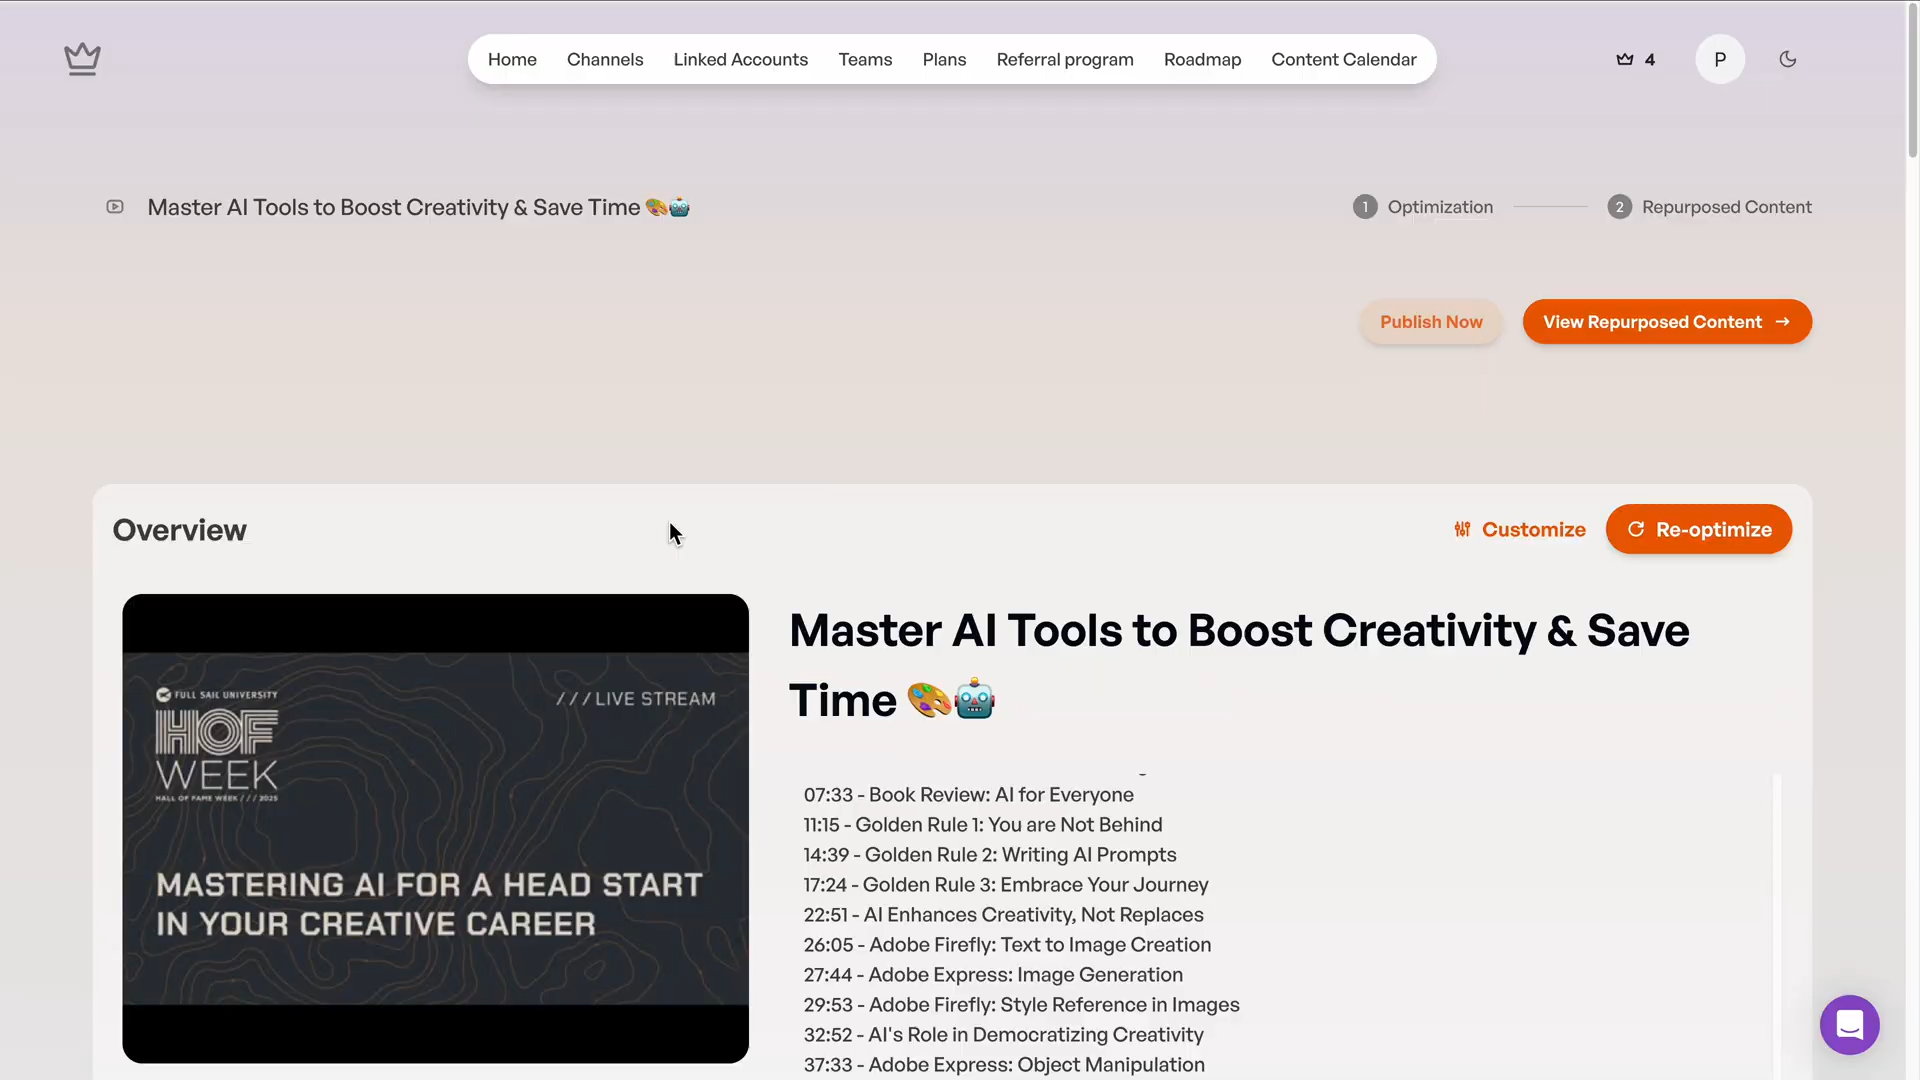 Home Channels Linked Accounts Teams Plans Referral program Roadmap Content Calendar
4
P
Master AI Tools to Boost Creativity & Save Time 🎨🤖
1 Optimization
2 Repurposed Content
Publish Now
View Repurposed Content →
Overview
Customize
Re-optimize
FULL SAIL UNIVERSITY
HOF
WEEK
HALL OF FAME WEEK /// 2025
/// LIVE STREAM
MASTERING AI FOR A HEAD START
IN YOUR CREATIVE CAREER
Master AI Tools to Boost Creativity & Save
Time 🎨🤖
07:33 - Book Review: AI for Everyone
11:15 - Golden Rule 1: You are Not Behind
14:39 - Golden Rule 2: Writing AI Prompts
17:24 - Golden Rule 3: Embrace Your Journey
22:51 - AI Enhances Creativity, Not Replaces
26:05 - Adobe Firefly: Text to Image Creation
27:44 - Adobe Express: Image Generation
29:53 - Adobe Firefly: Style Reference in Images
32:52 - AI's Role in Democratizing Creativity
37:33 - Adobe Express: Object Manipulation